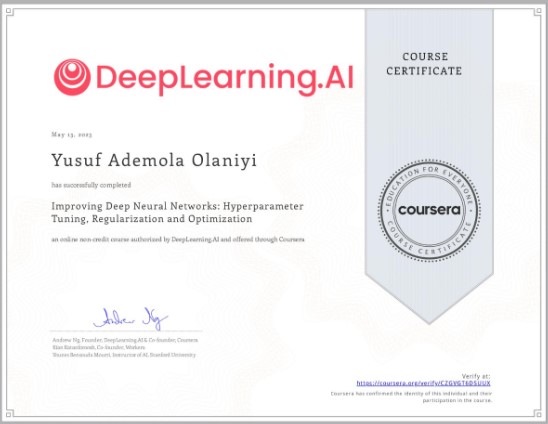 DeepLearning.AI
COURSE
CERTIFICATE
May 13, 2023
Yusuf Ademola Olaniyi
has successfully completed
Improving Deep Neural Networks: Hyperparameter
Tuning, Regularization and Optimization
an online non-credit course authorized by DeepLearning.AI and offered through Coursera
EDUCATION FOR EVERYONE
coursera
COURSE CERTIFICATE
Andrew Ng
Andrew Ng, Founder, DeepLearning.AI & Co-founder, Coursera
Kian Katanforoosh, Co-founder, Workera
Younes Bensouda Mourri, Instructor of AI, Stanford University
Verify at:
https://coursera.org/verify/CZGVGT6DSUUX
Coursera has confirmed the identity of this individual and their
participation in the course.